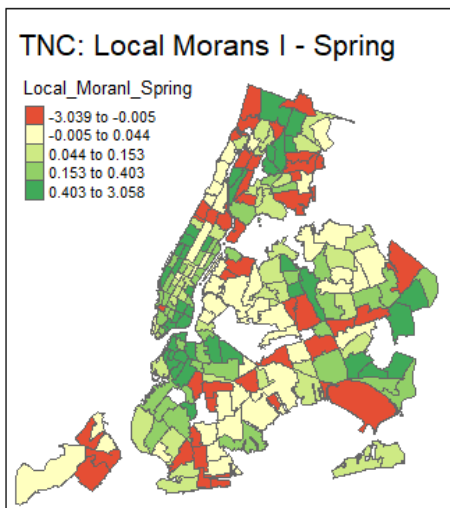 TNC: Local Morans I - Spring
Local_MoranI_Spring
-3.039 to -0.005
-0.005 to 0.044
0.044 to 0.153
0.153 to 0.403
0.403 to 3.058